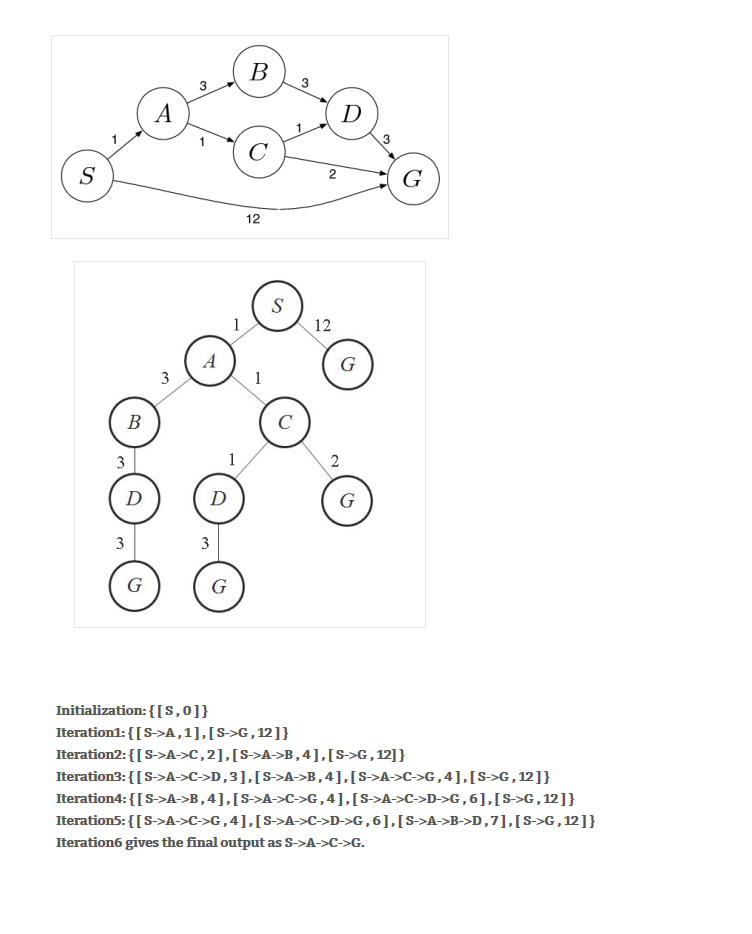 B
3
3
A
D
1
1
1
C
3
S
2
G
12
S
1
12
A
G
3
1
B
C
3
1
2
D
D
G
3
3
G
G
Initialization: { [ S , 0 ] }
Iteration1: { [ S->A , 1 ] , [ S->G , 12 ] }
Iteration2: { [ S->A->C , 2 ] , [ S->A->B , 4 ] , [ S->G , 12] }
Iteration3: { [ S->A->C->D , 3 ] , [ S->A->B , 4 ] , [ S->A->C->G , 4 ] , [ S->G , 12 ] }
Iteration4: { [ S->A->B , 4 ] , [ S->A->C->G , 4 ] , [ S->A->C->D->G , 6 ] , [ S->G , 12 ] }
Iteration5: { [ S->A->C->G , 4 ] , [ S->A->C->D->G , 6 ] , [ S->A->B->D , 7 ] , [ S->G , 12 ] }
Iteration6 gives the final output as S->A->C->G.